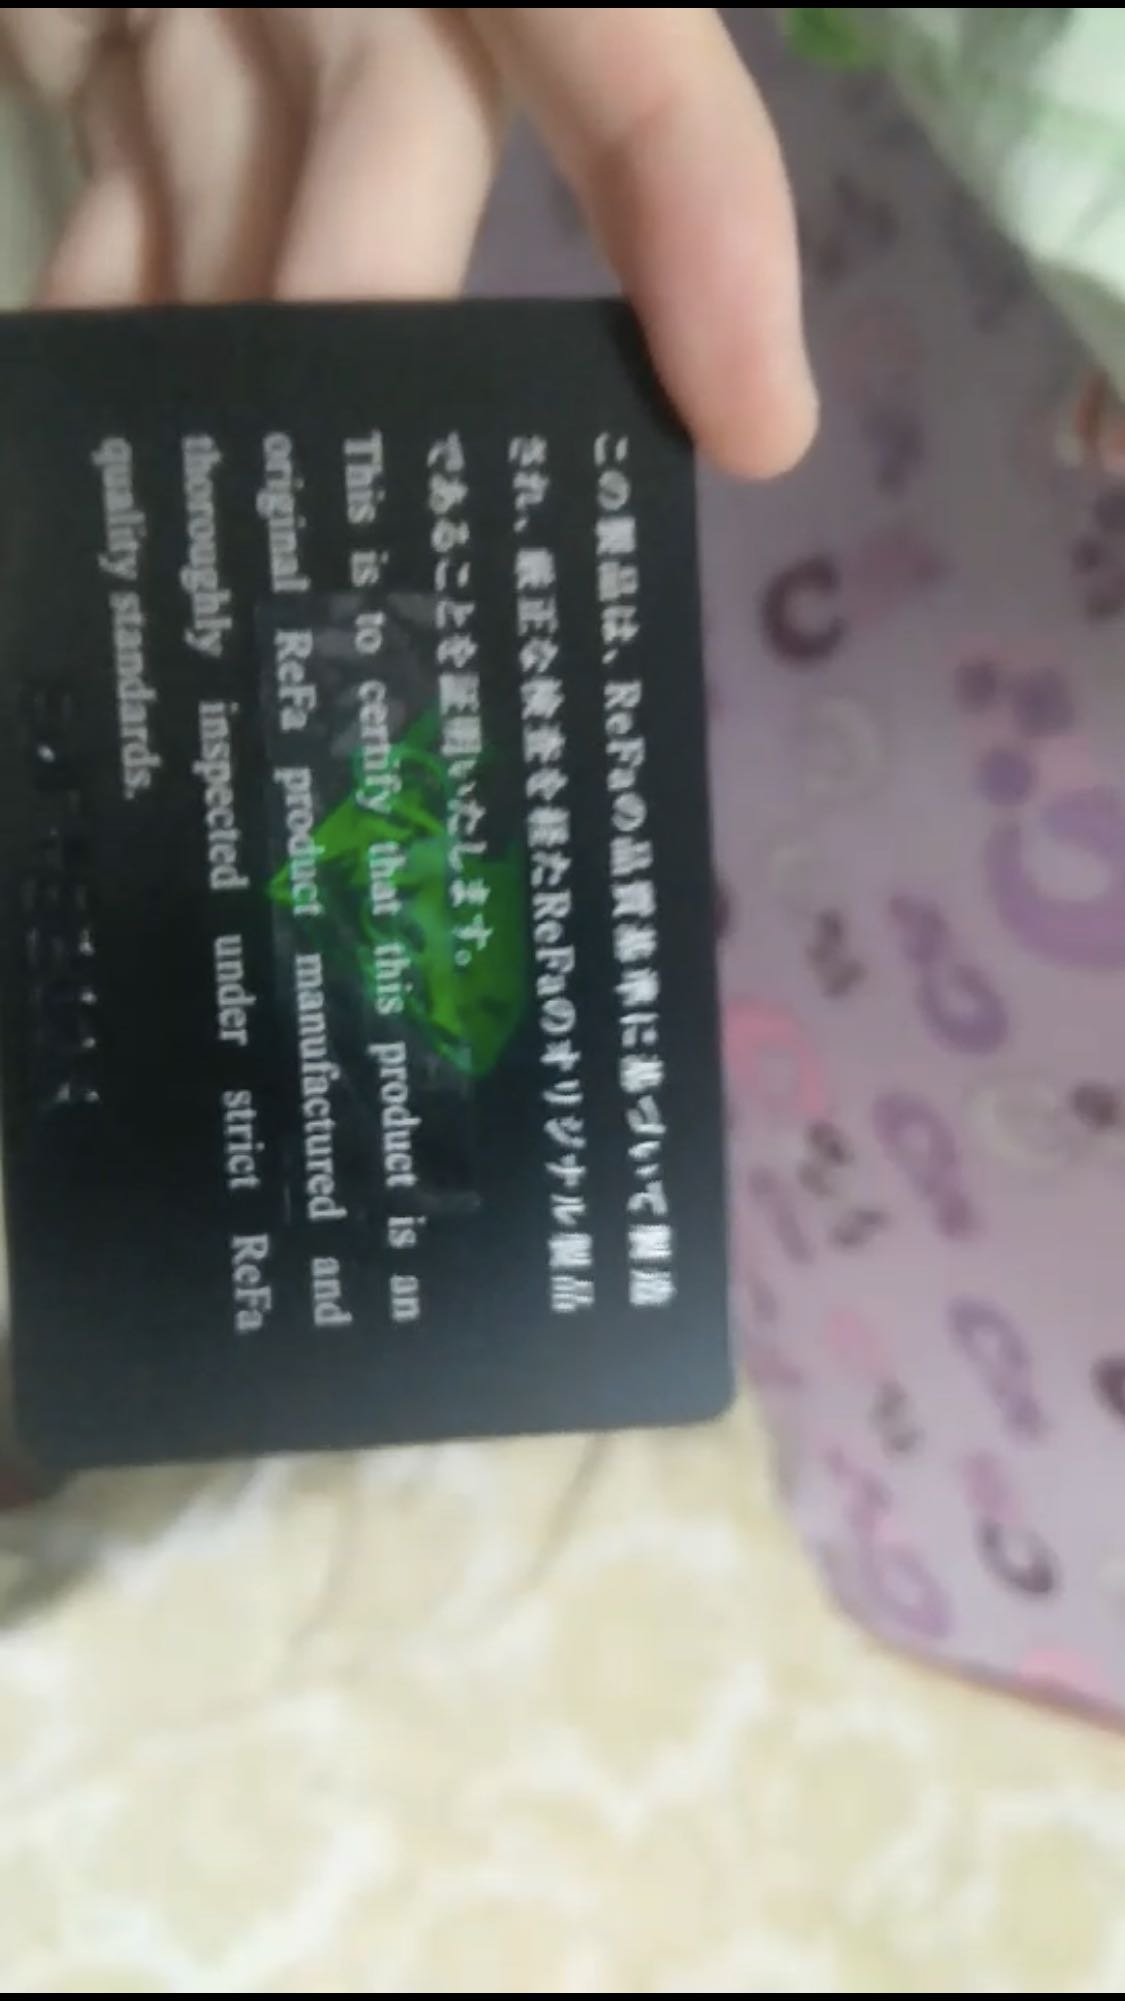 この製品は、ReFaの品質基準に基づいて製造
され、厳正な検査を経たReFaのオリジナル製品
であることを証明いたします。
This is to certify that this product is an
original ReFa product manufactured and
thoroughly inspected under strict ReFa
quality standards.